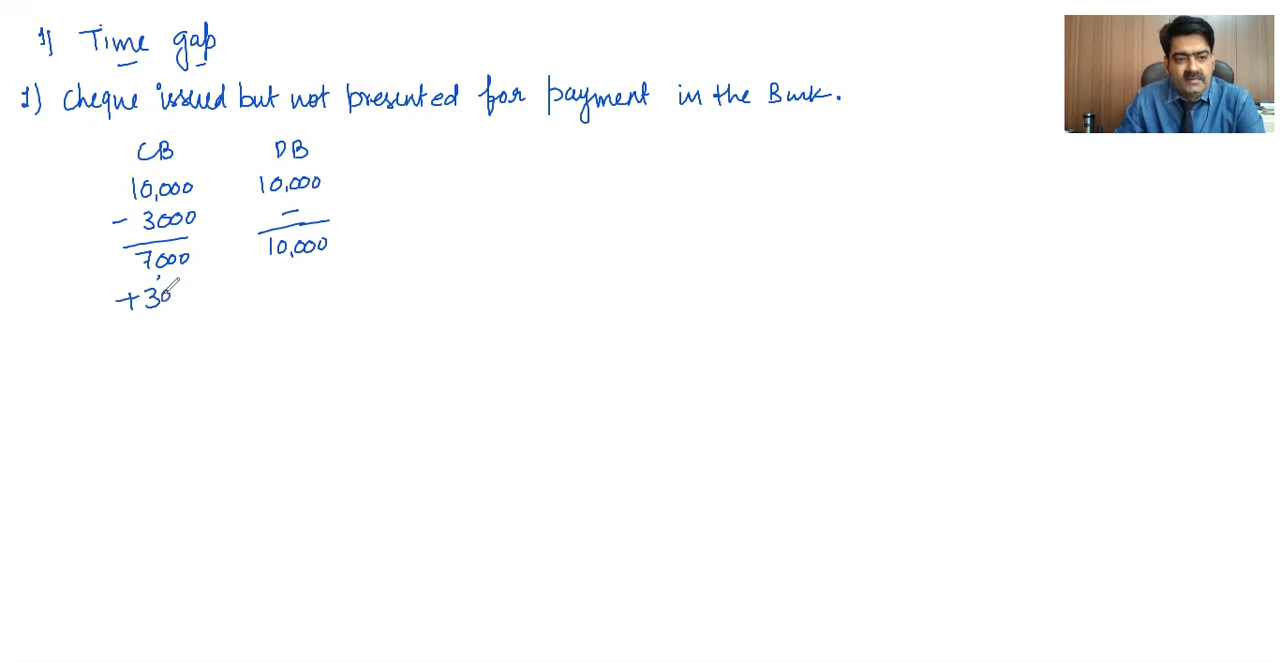 1) Time gap
1) Cheque issued but not presented for payment in the Bank.
CB DB
10,000 10,000
- 3000 -
7000 10,000
+30